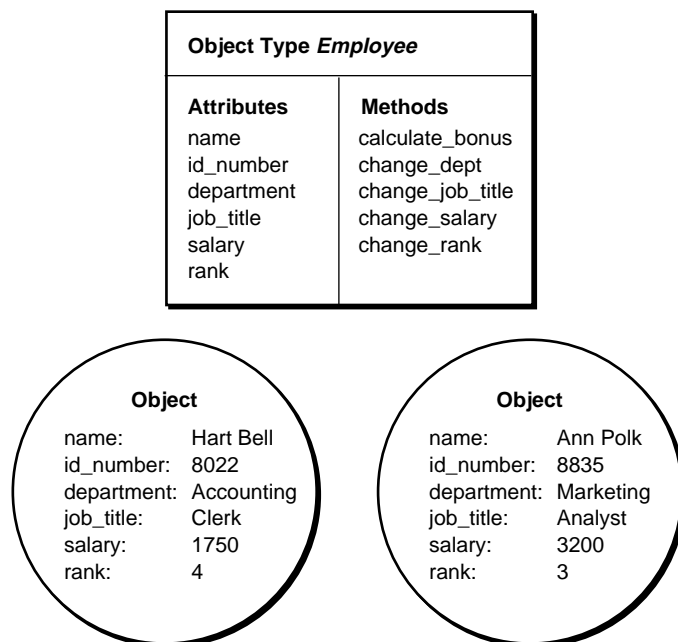 Object Type Employee
Attributes
name
id_number
department
job_title
salary
rank
Methods
calculate_bonus
change_dept
change_job_title
change_salary
change_rank
Object
name: Hart Bell
id_number: 8022
department: Accounting
job_title: Clerk
salary: 1750
rank: 4
Object
name: Ann Polk
id_number: 8835
department: Marketing
job_title: Analyst
salary: 3200
rank: 3